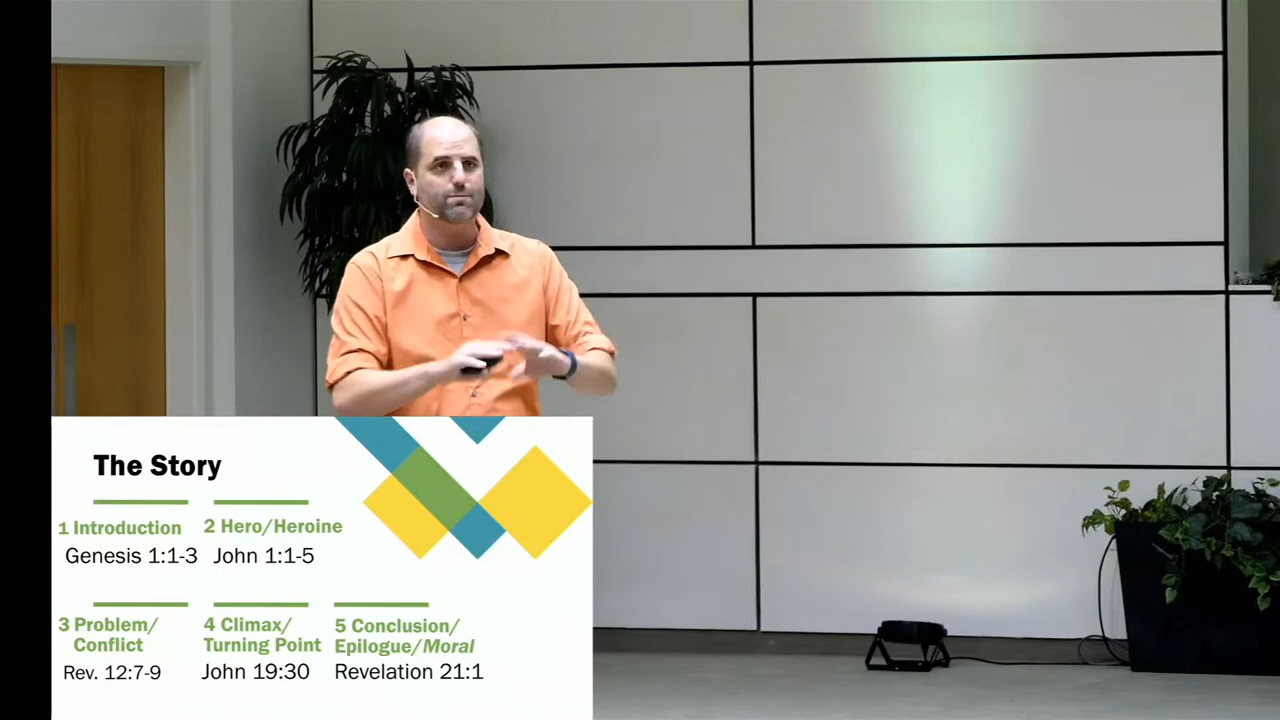 The Story
1 Introduction
Genesis 1:1-3
2 Hero/Heroine
John 1:1-5
3 Problem/
Conflict
Rev. 12:7-9
4 Climax/
Turning Point
John 19:30
5 Conclusion/
Epilogue/Moral
Revelation 21:1